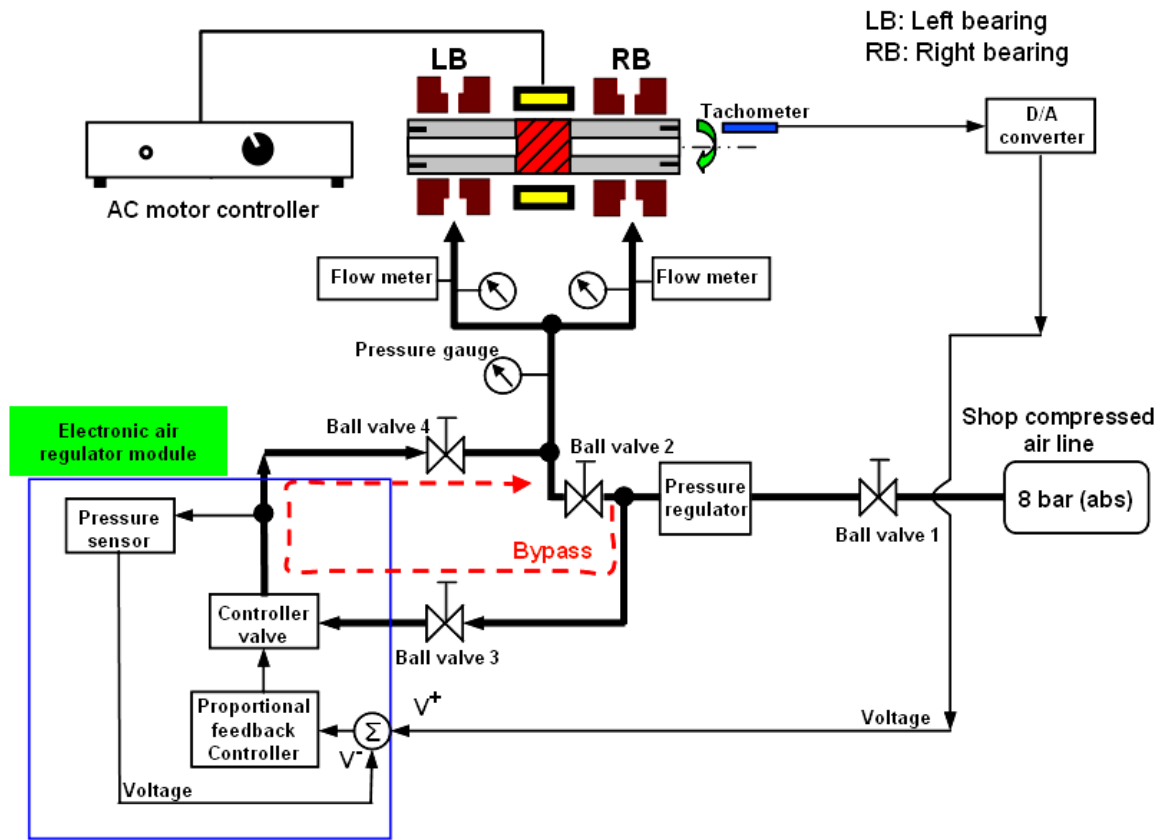 LB: Left bearing
RB: Right bearing
LB
RB
Tachometer
D/A
converter
AC motor controller
Flow meter
Flow meter
Pressure gauge
Electronic air
regulator module
Ball valve 4
Ball valve 2
Shop compressed
air line
Pressure
regulator
8 bar (abs)
Ball valve 1
Pressure
sensor
Bypass
Controller
valve
Ball valve 3
Proportional
feedback
Controller
V+
Σ
V-
Voltage
Voltage